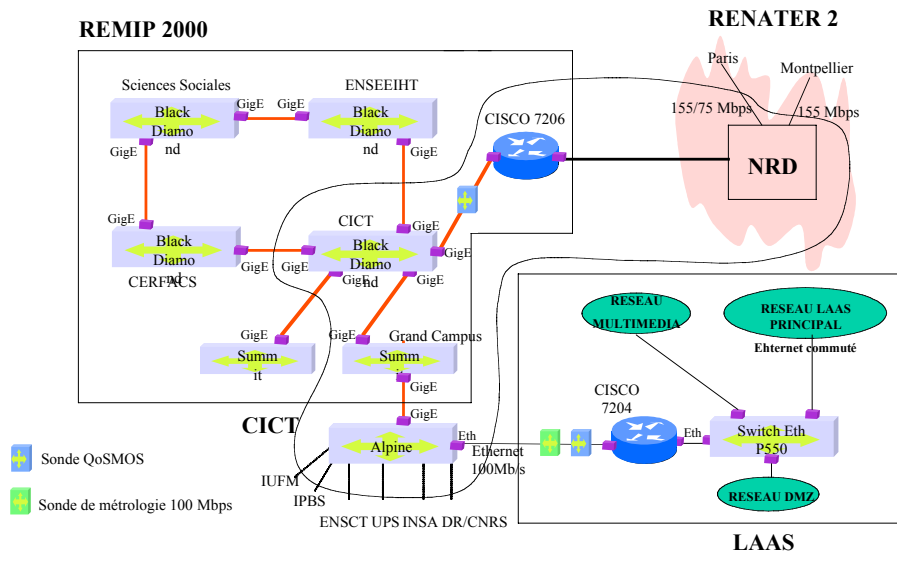 REMIP 2000
RENATER 2
Sciences Sociales
ENSEEIHT
Paris
Montpellier
GigE
GigE
155/75 Mbps
155 Mbps
Black
Diamo
nd
Black
Diamo
nd
CISCO 7206
GigE
GigE
NRD
GigE
GigE
CICT
Black
Diamo
nd
Black
Diamo
nd
GigE
GigE
GigE
CERFACS
GigE
GigE
RESEAU
MULTIMEDIA
RESEAU LAAS
PRINCIPAL
Ehternet commuté
GigE
GigE
Grand Campus
Summ
it
Summ
it
GigE
CISCO
7204
CICT
GigE
Alpine
Eth
Ethernet
100Mb/s
Eth
Switch Eth
P550
Sonde QoSMOS
IUFM
IPBS
RESEAU DMZ
Sonde de métrologie 100 Mbps
ENSCT UPS INSA DR/CNRS
LAAS